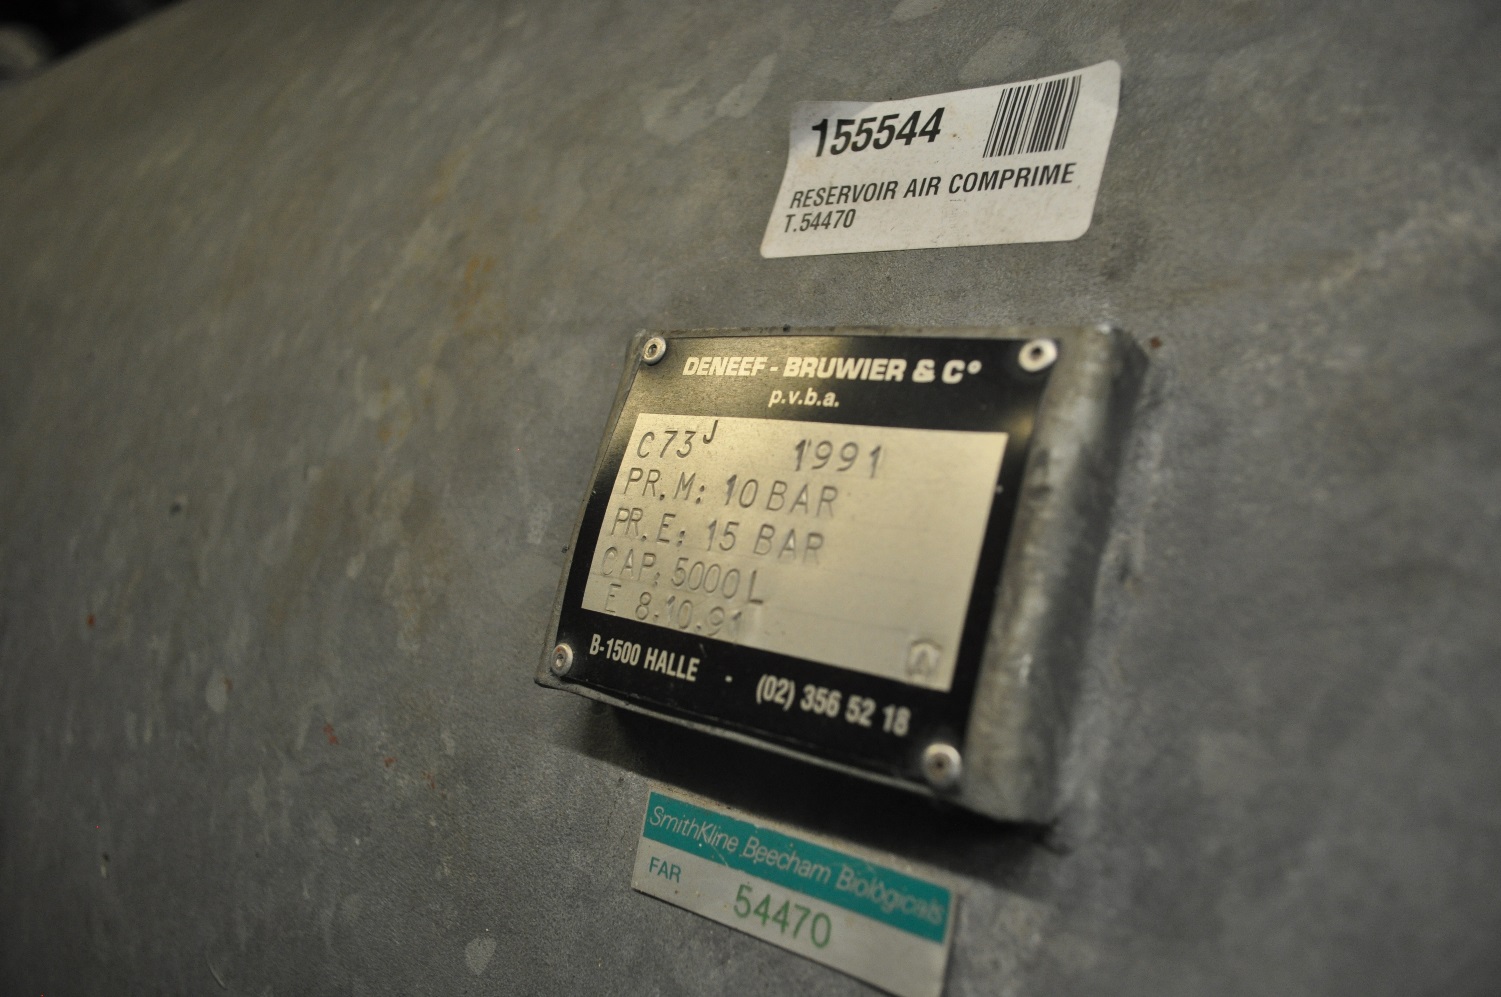 155544
RESERVOIR AIR COMPRIME
T.54470
DENEEF - BRUWIER & C°
p.v.b.a.
C73J 1991
PR.M: 10 BAR
PR.E: 15 BAR
CAP: 5000L
E 8.10.91
B-1500 HALLE - (02) 356 52 18
SmithKline Beecham Biologicals
FAR 54470